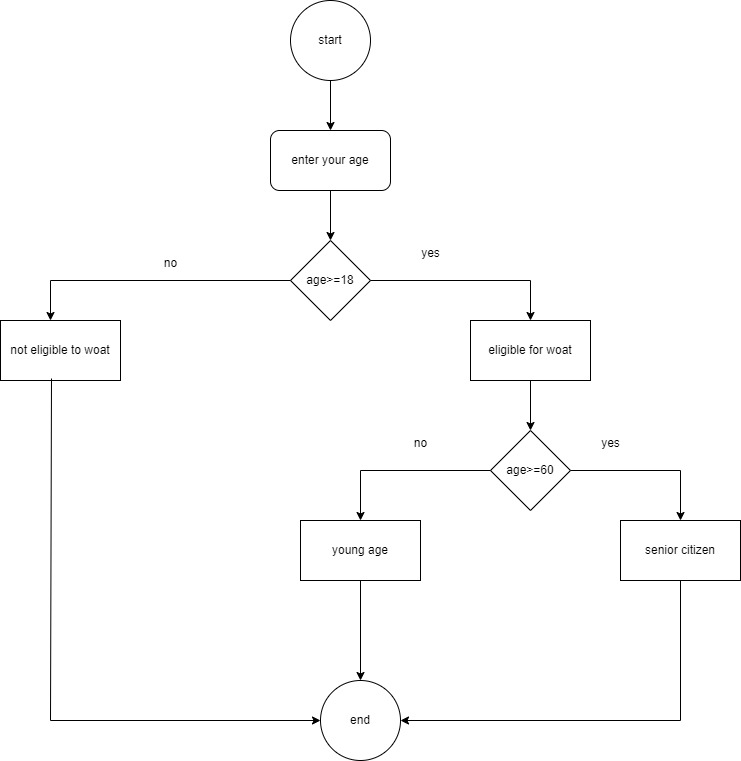 start
enter your age
age>=18
no
yes
not eligible to woat
eligible for woat
age>=60
no
yes
young age
senior citizen
end